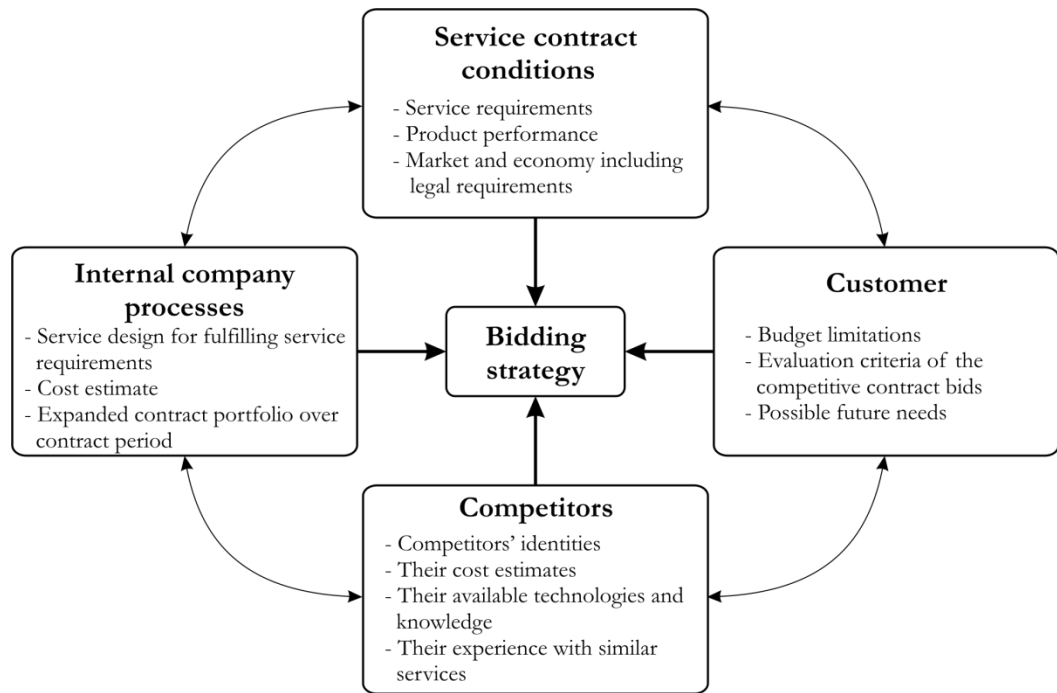 Service contract
conditions
- Service requirements
- Product performance
- Market and economy including
legal requirements
Internal company
processes
- Service design for fulfilling service
requirements
- Cost estimate
- Expanded contract portfolio over
contract period
Bidding
strategy
Customer
- Budget limitations
- Evaluation criteria of the
competitive contract bids
- Possible future needs
Competitors
- Competitors’ identities
- Their cost estimates
- Their available technologies and
knowledge
- Their experience with similar
services